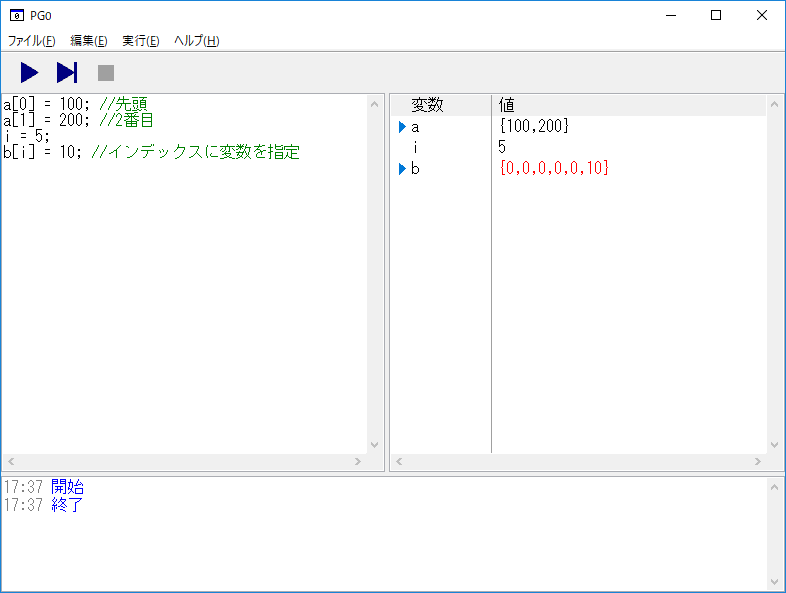 PG0
ファイル(F) 編集(E) 実行(E) ヘルプ(H)
a[0] = 100; //先頭
a[1] = 200; //2番目
i = 5;
b[i] = 10; //インデックスに変数を指定
変数 値
a {100,200}
i 5
b {0,0,0,0,0,10}
17:37 開始
17:37 終了